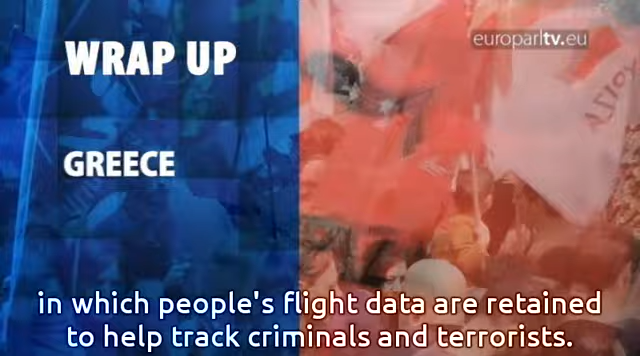 WRAP UP
europarltv.eu
GREECE
in which people's flight data are retained
to help track criminals and terrorists.